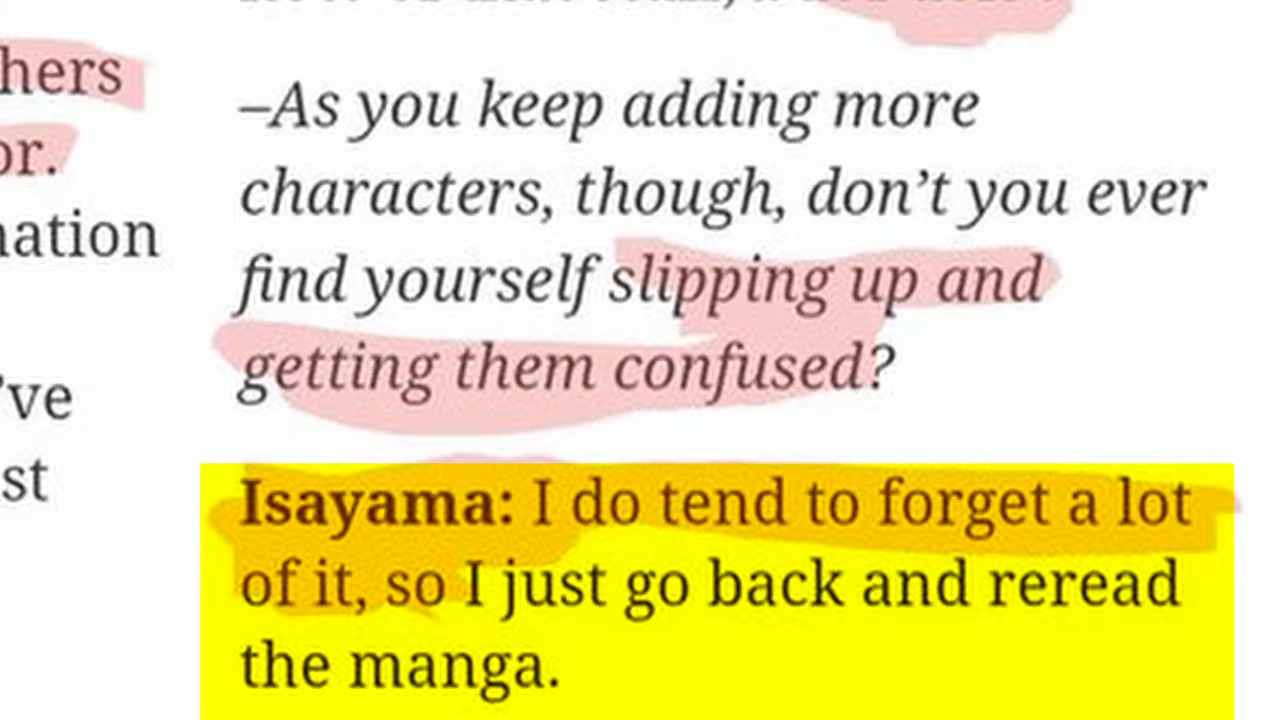 hers
or.
nation
've
st
–As you keep adding more
characters, though, don't you ever
find yourself slipping up and
getting them confused?
Isayama: I do tend to forget a lot
of it, so I just go back and reread
the manga.